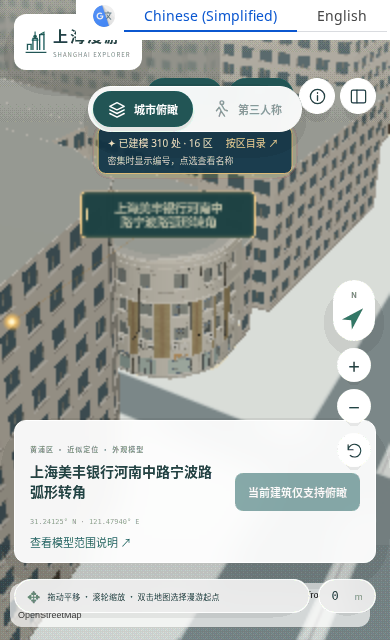 Chinese (Simplified)
English
上海漫游
SHANGHAI EXPLORER
城市俯瞰
第三人称
✦ 已建模 310 处 · 16 区 按区目录 ↗
密集时显示编号，点选查看名称
上海美丰银行河南中
路宁波路弧形转角
N
+
−
黄浦区 · 近似定位 · 外观模型
上海美丰银行河南中路宁波路
弧形转角
当前建筑仅支持俯瞰
31.24125° N · 121.47940° E
查看模型范围说明 ↗
拖动平移 · 滚轮缩放 · 双击地图选择漫游起点
0 m
OpenStreetMap